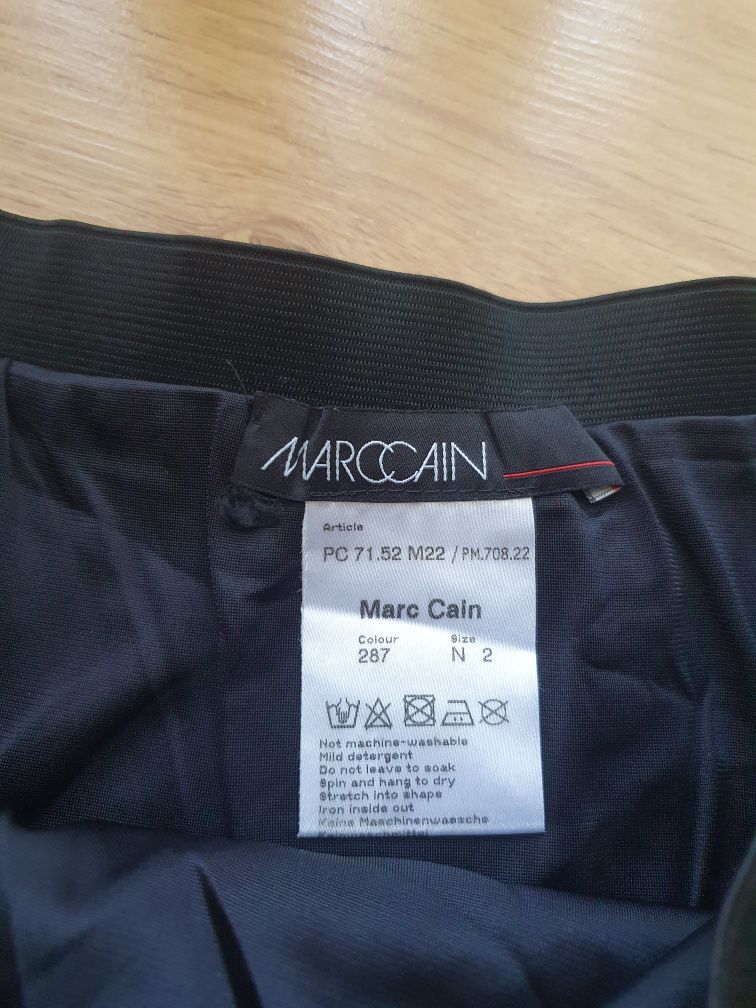 MARCCAIN
Article
PC 71.52 M22 / PM.708.22
Marc Cain
Colour Size
287 N 2
Not machine-washable
Mild detergent
Do not leave to soak
Spin and hang to dry
Stretch into shape
Iron inside out
Keine Maschinenwaesche